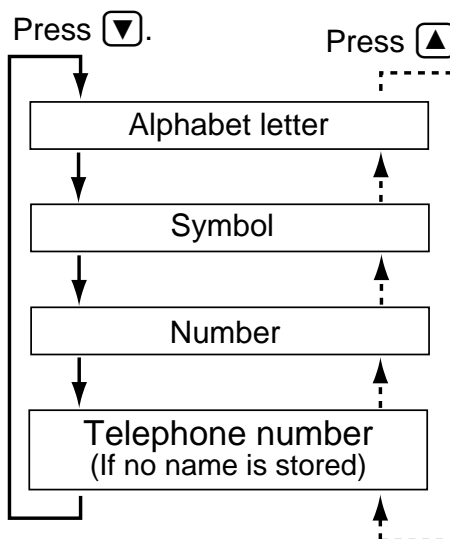 Press ▼.
Press ▲
Alphabet letter
Symbol
Number
Telephone number
(If no name is stored)